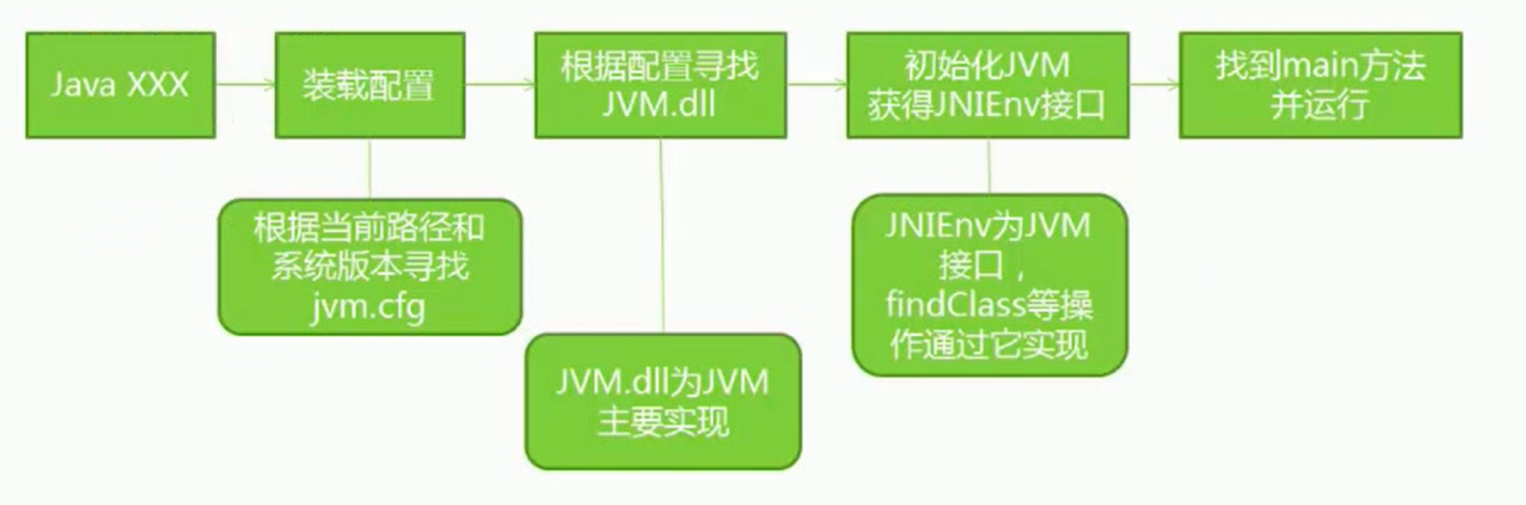 Java XXX
装载配置
根据配置寻找
JVM.dll
初始化JVM
获得JNIEnv接口
找到main方法
并运行
根据当前路径和
系统版本寻找
jvm.cfg
JVM.dll为JVM
主要实现
JNIEnv为JVM
接口，
findClass等操
作通过它实现